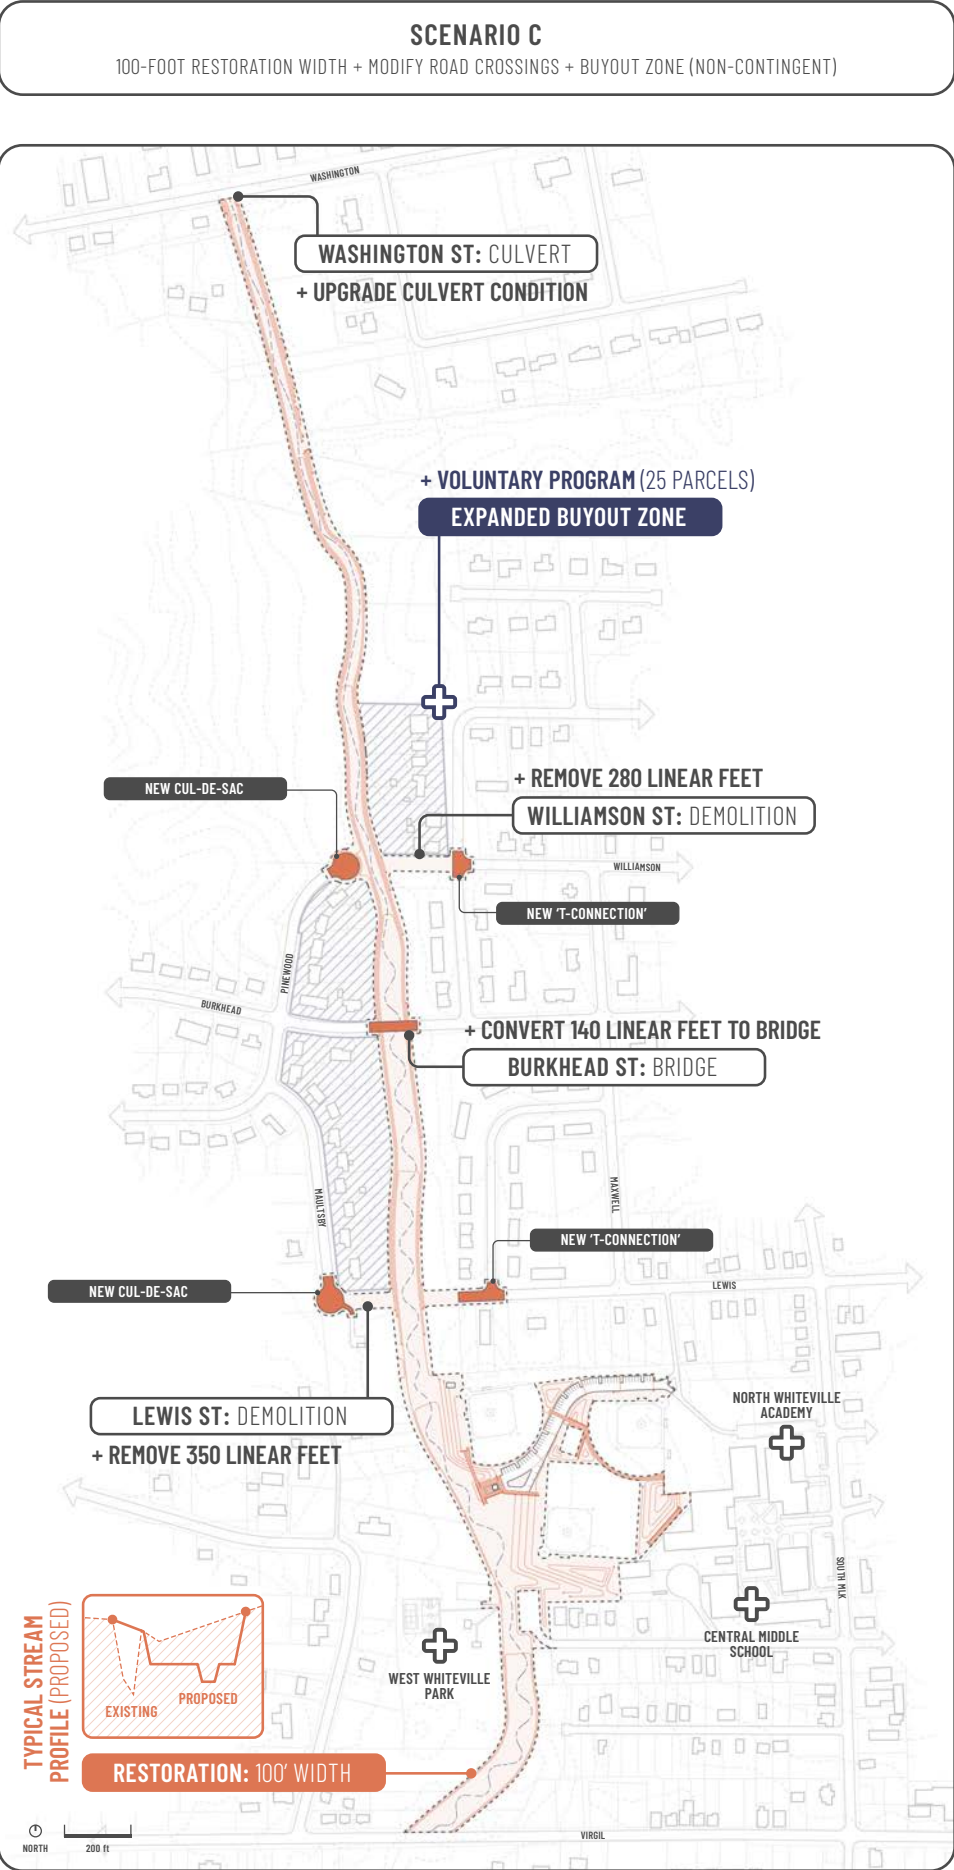 SCENARIO C
100-FOOT RESTORATION WIDTH + MODIFY ROAD CROSSINGS + BUYOUT ZONE (NON-CONTINGENT)
WASHINGTON
WASHINGTON ST: CULVERT
+ UPGRADE CULVERT CONDITION
+ VOLUNTARY PROGRAM (25 PARCELS)
EXPANDED BUYOUT ZONE
+ REMOVE 280 LINEAR FEET
NEW CUL-DE-SAC
WILLIAMSON ST: DEMOLITION
WILLIAMSON
NEW 'T-CONNECTION'
PINEWOOD
BURKHEAD
+ CONVERT 140 LINEAR FEET TO BRIDGE
BURKHEAD ST: BRIDGE
MAULTSBY
MAXWELL
NEW 'T-CONNECTION'
NEW CUL-DE-SAC
LEWIS
LEWIS ST: DEMOLITION
+ REMOVE 350 LINEAR FEET
NORTH WHITEVILLE
ACADEMY
SOUTH MLK
CENTRAL MIDDLE
SCHOOL
WEST WHITEVILLE
PARK
TYPICAL STREAM
PROFILE (PROPOSED)
EXISTING
PROPOSED
RESTORATION: 100' WIDTH
NORTH
200 ft
VIRGIL